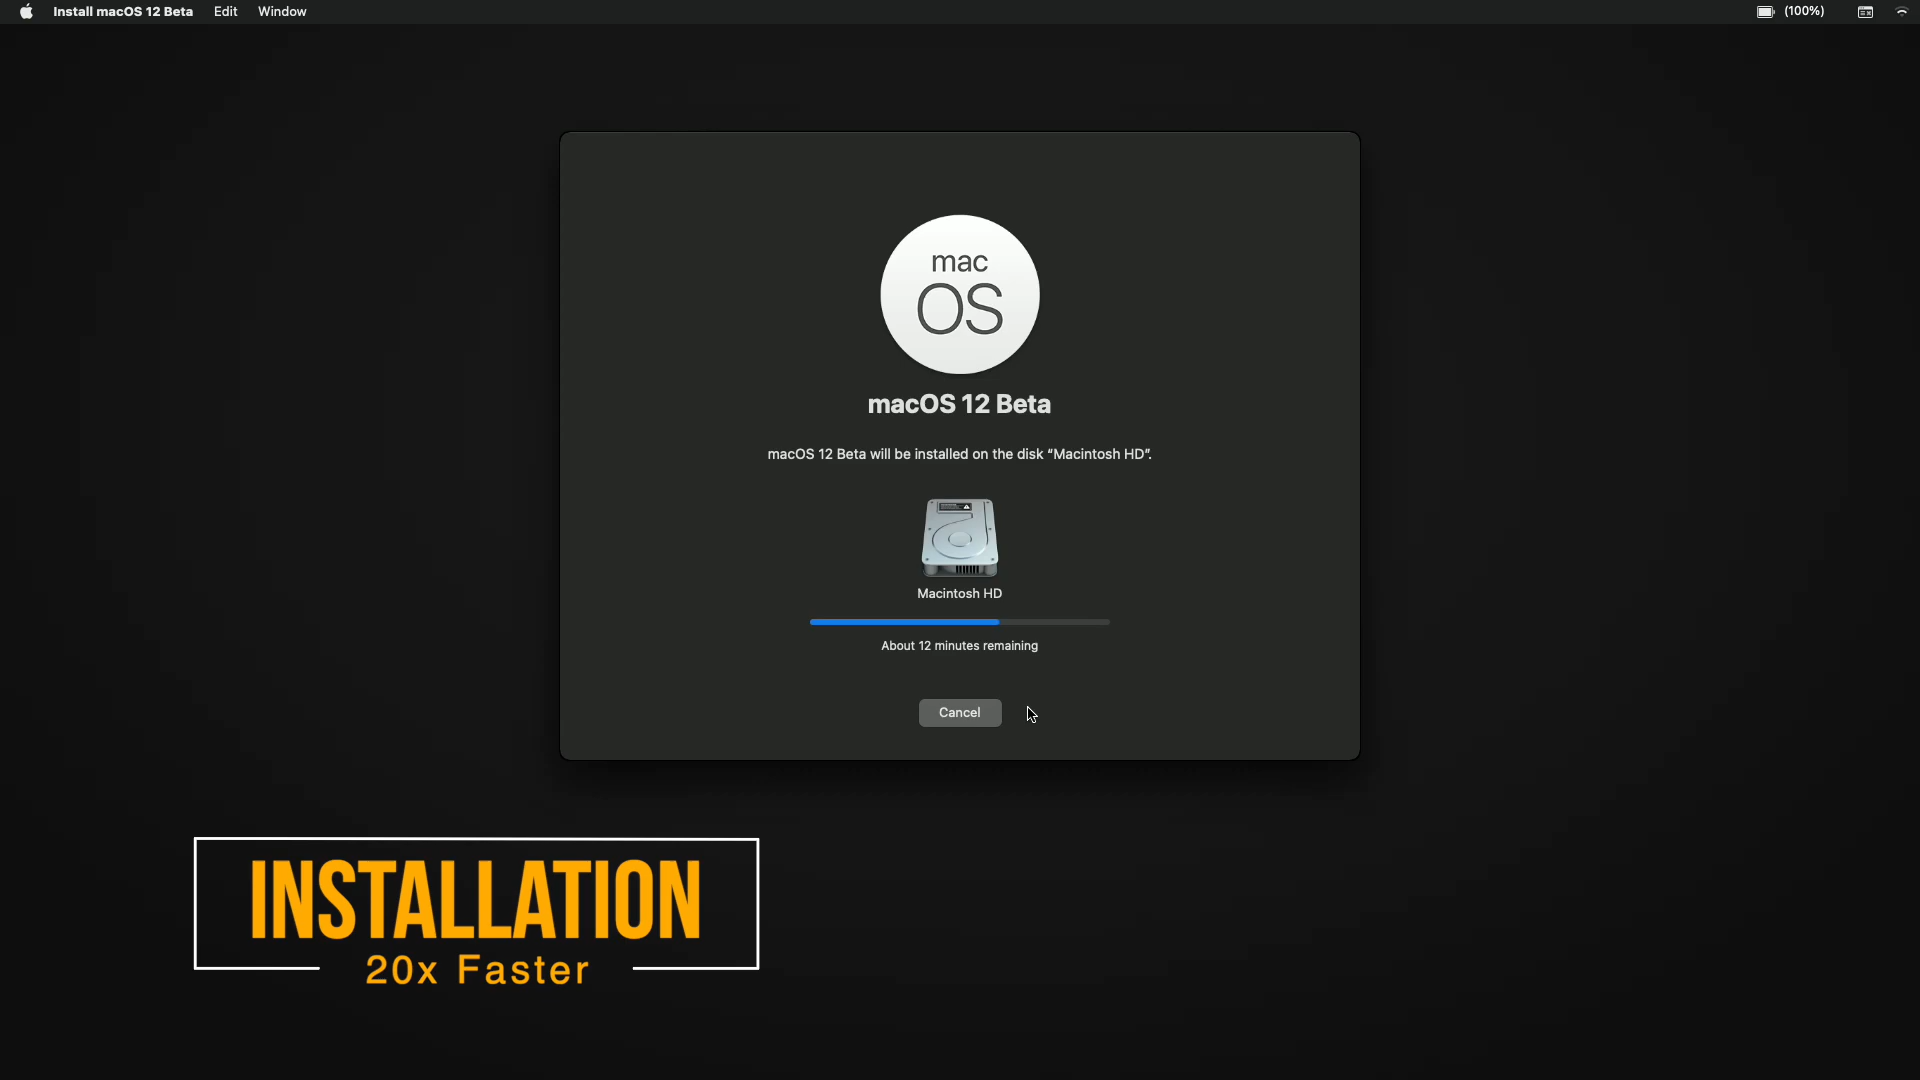 Install macOS 12 Beta Edit Window (100%)
mac
OS
macOS 12 Beta
macOS 12 Beta will be installed on the disk “Macintosh HD”.
Macintosh HD
About 12 minutes remaining
Cancel
INSTALLATION
20x Faster